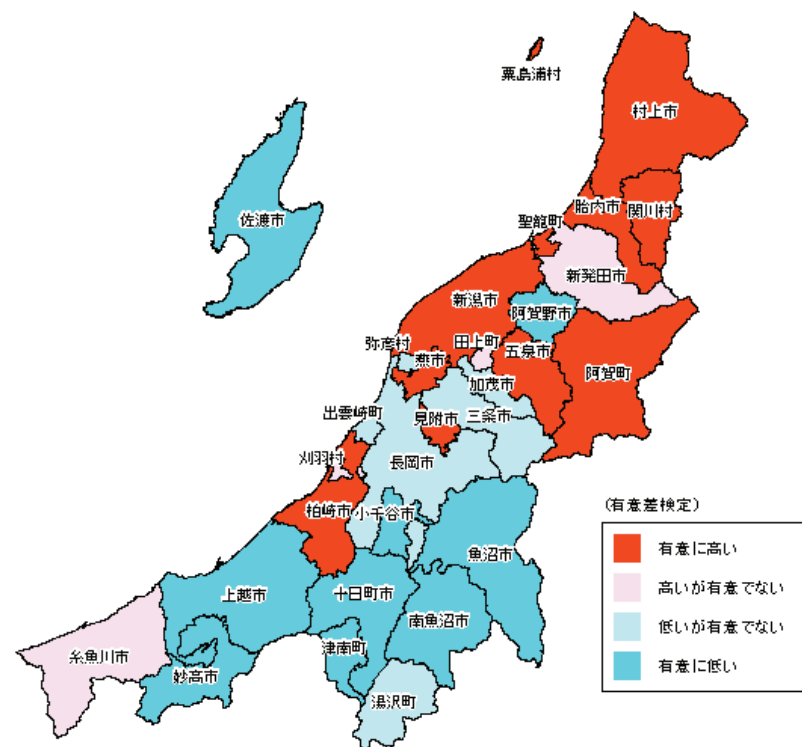 粟島浦村
村上市
佐渡市
胎内市
関川村
聖籠町
新発田市
新潟市
阿賀野市
弥彦村
燕市
田上町
五泉市
阿賀町
加茂市
出雲崎町
見附市
三条市
刈羽村
長岡市
柏崎市
小千谷市
魚沼市
上越市
十日町市
南魚沼市
糸魚川市
妙高市
津南町
湯沢町
(有意差検定)
有意に高い
高いが有意でない
低いが有意でない
有意に低い